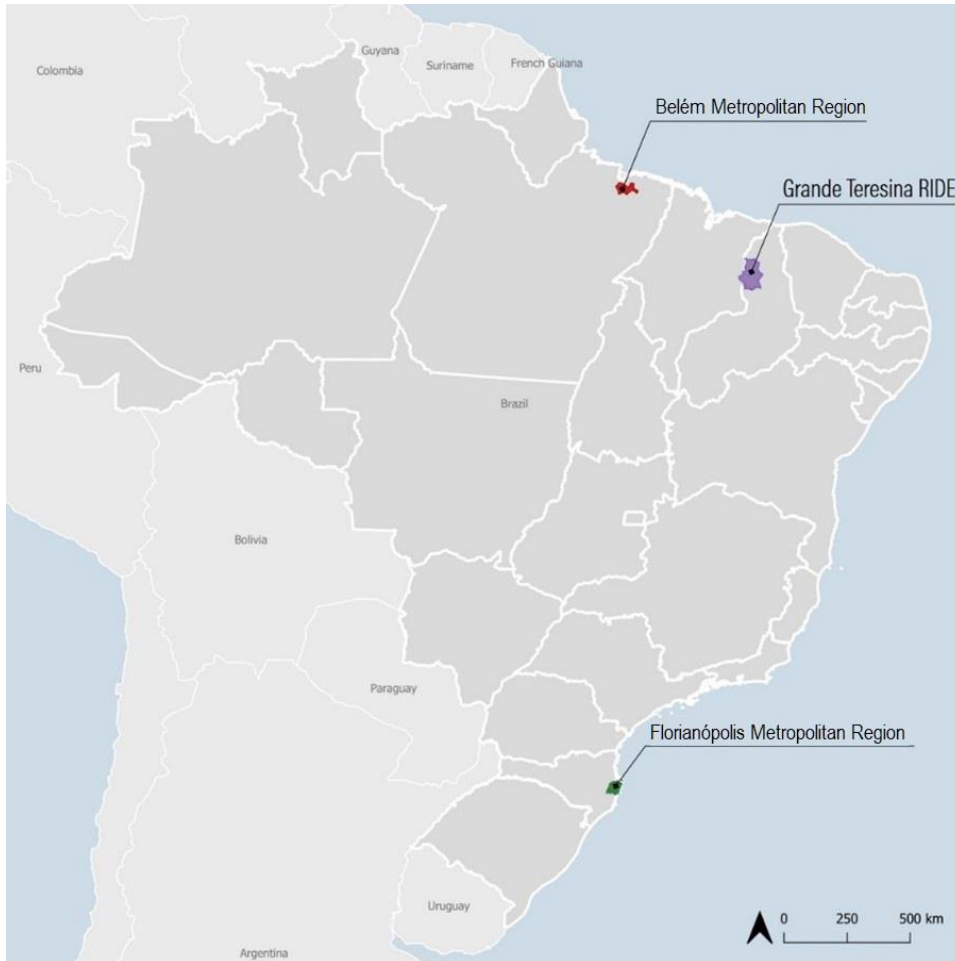 Guyana
Suriname
French Guiana
Colombia
Belém Metropolitan Region
Grande Teresina RIDE
Peru
Brazil
Bolivia
Paraguay
Florianópolis Metropolitan Region
Uruguay
Argentina
0 250 500 km